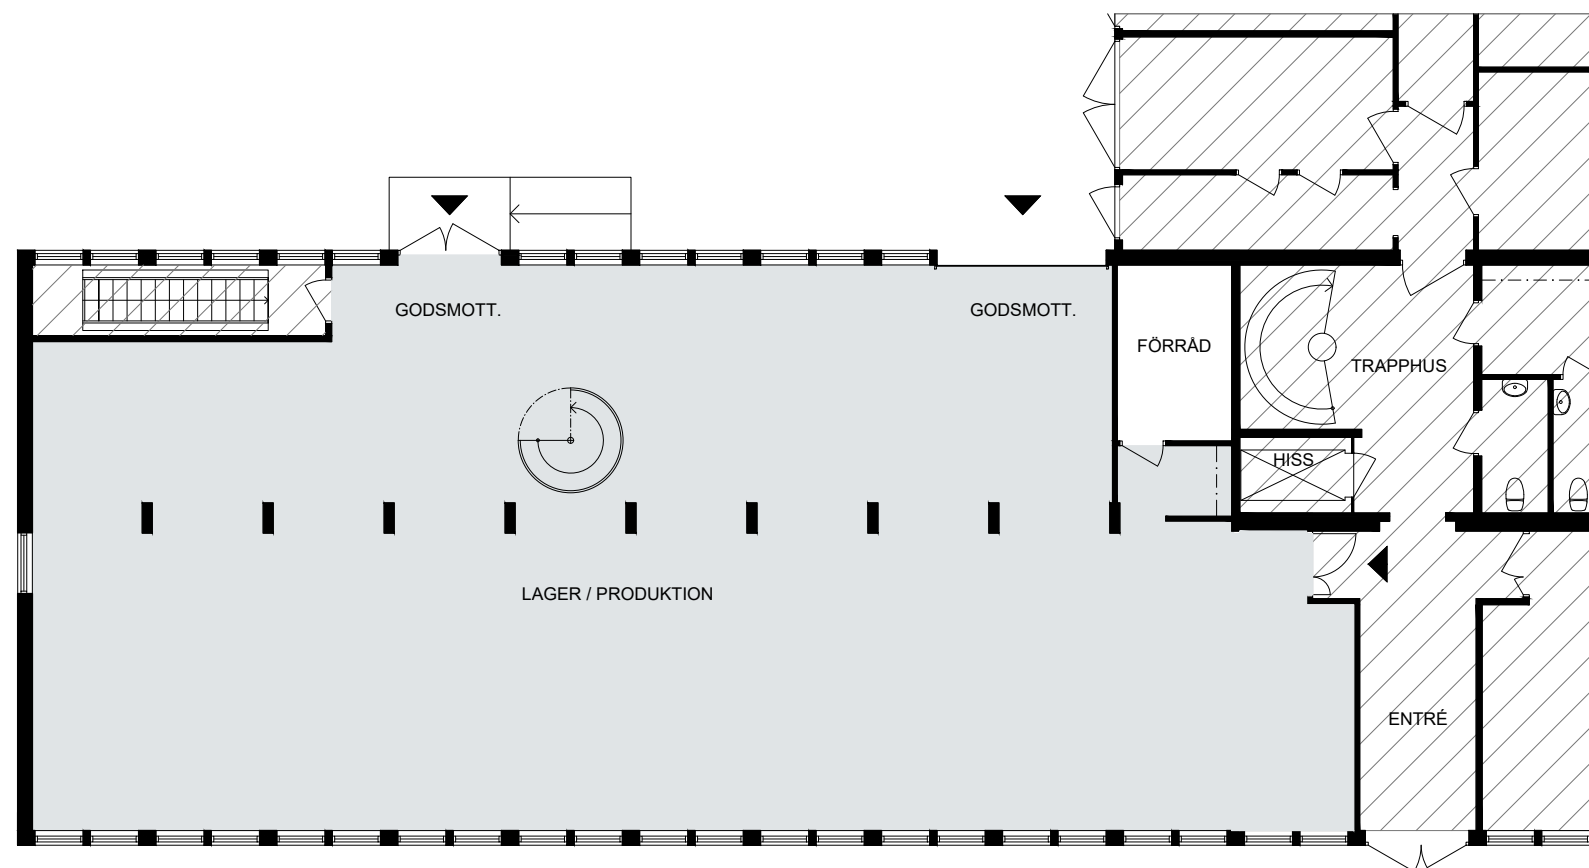 GODSMOTT.
GODSMOTT.
FÖRRÅD
TRAPPHUS
HISS
LAGER / PRODUKTION
ENTRÉ